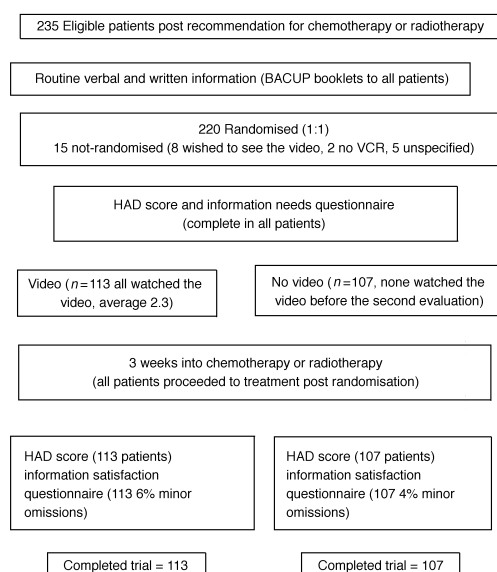 235 Eligible patients post recommendation for chemotherapy or radiotherapy
Routine verbal and written information (BACUP booklets to all patients)
220 Randomised (1:1)
15 not-randomised (8 wished to see the video, 2 no VCR, 5 unspecified)
HAD score and information needs questionnaire
(complete in all patients)
Video (n=113 all watched the
video, average 2.3)
No video (n=107, none watched the
video before the second evaluation)
3 weeks into chemotherapy or radiotherapy
(all patients proceeded to treatment post randomisation)
HAD score (113 patients)
information satisfaction
questionnaire (113 6% minor
omissions)
HAD score (107 patients)
information satisfaction
questionnaire (107 4% minor
omissions)
Completed trial = 113
Completed trial = 107